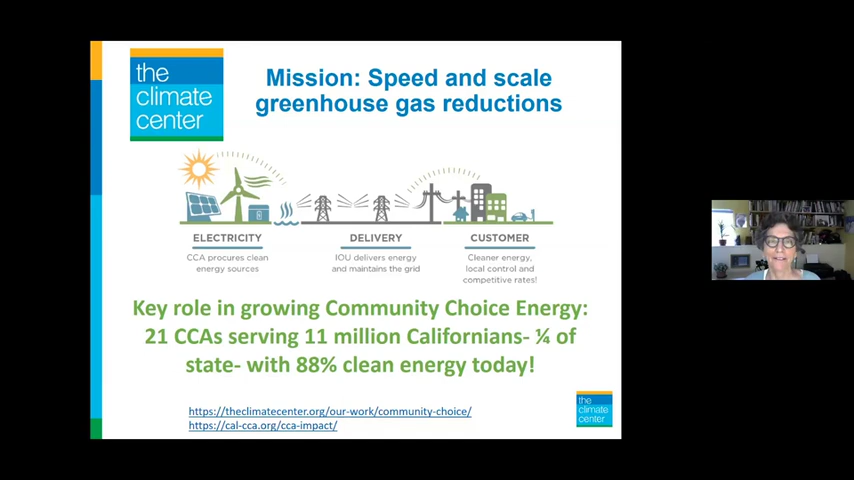 the
climate
center
Mission: Speed and scale
greenhouse gas reductions
ELECTRICITY
CCA procures clean
energy sources
DELIVERY
IOU delivers energy
and maintains the grid
CUSTOMER
Cleaner energy,
local control and
competitive rates!
Key role in growing Community Choice Energy:
21 CCAs serving 11 million Californians- ¼ of
state- with 88% clean energy today!
https://theclimatecenter.org/our-work/community-choice/
https://cal-cca.org/cca-impact/
the
climate
center